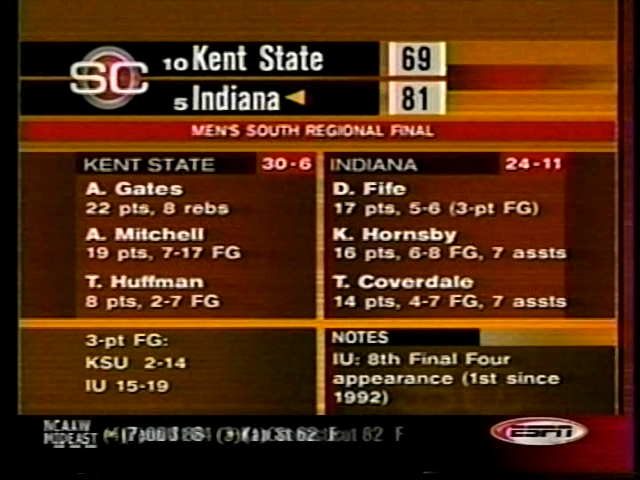 SC
10 Kent State 69
5 Indiana 81
MEN'S SOUTH REGIONAL FINAL
KENT STATE 30-6
A. Gates
22 pts, 8 rebs
A. Mitchell
19 pts, 7-17 FG
T. Huffman
8 pts, 2-7 FG
INDIANA 24-11
D. Fife
17 pts, 5-6 (3-pt FG)
K. Hornsby
16 pts, 6-8 FG, 7 assts
T. Coverdale
14 pts, 4-7 FG, 7 assts
3-pt FG:
KSU 2-14
IU 15-19
NOTES
IU: 8th Final Four
appearance (1st since
1992)
NCAAW
MIDEAST
62 F
ESPN